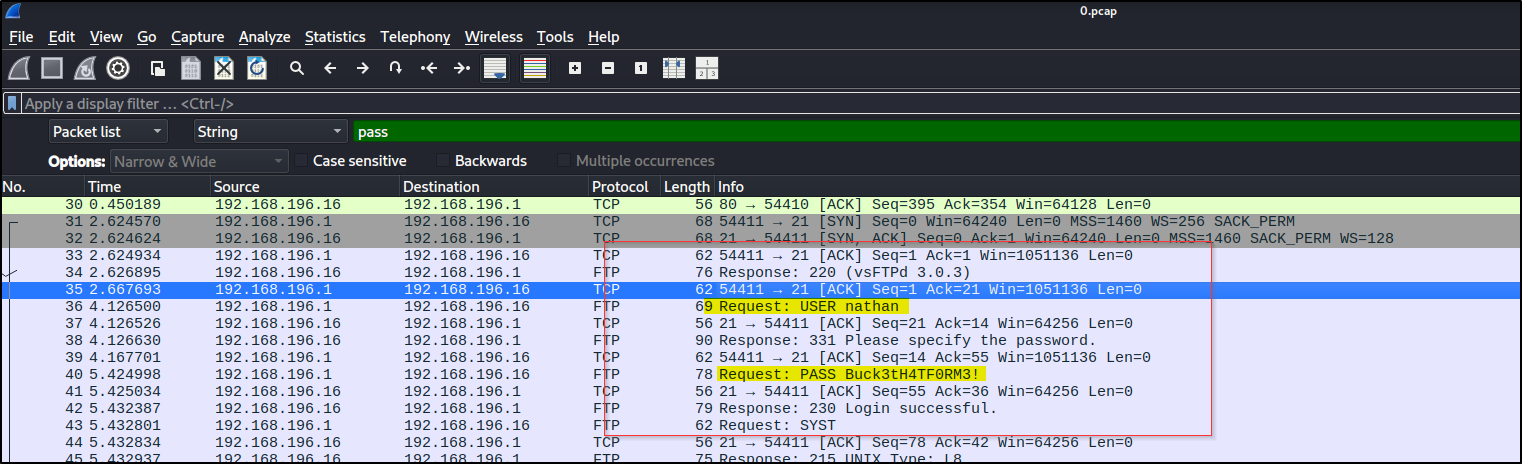 0.pcap
File Edit View Go Capture Analyze Statistics Telephony Wireless Tools Help
Apply a display filter … <Ctrl-/>
Packet list String pass
Options: Narrow & Wide Case sensitive Backwards Multiple occurrences
No. Time Source Destination Protocol Length Info
30 0.450189 192.168.196.16 192.168.196.1 TCP 56 80 → 54410 [ACK] Seq=395 Ack=354 Win=64128 Len=0
31 2.624570 192.168.196.1 192.168.196.16 TCP 68 54411 → 21 [SYN] Seq=0 Win=64240 Len=0 MSS=1460 WS=256 SACK_PERM
32 2.624624 192.168.196.16 192.168.196.1 TCP 68 21 → 54411 [SYN, ACK] Seq=0 Ack=1 Win=64240 Len=0 MSS=1460 SACK_PERM WS=128
33 2.624934 192.168.196.1 192.168.196.16 TCP 62 54411 → 21 [ACK] Seq=1 Ack=1 Win=1051136 Len=0
34 2.626895 192.168.196.16 192.168.196.1 FTP 76 Response: 220 (vsFTPd 3.0.3)
35 2.667693 192.168.196.1 192.168.196.16 TCP 62 54411 → 21 [ACK] Seq=1 Ack=21 Win=1051136 Len=0
36 4.126500 192.168.196.1 192.168.196.16 FTP 69 Request: USER nathan
37 4.126526 192.168.196.16 192.168.196.1 TCP 56 21 → 54411 [ACK] Seq=21 Ack=14 Win=64256 Len=0
38 4.126630 192.168.196.16 192.168.196.1 FTP 90 Response: 331 Please specify the password.
39 4.167701 192.168.196.1 192.168.196.16 TCP 62 54411 → 21 [ACK] Seq=14 Ack=55 Win=1051136 Len=0
40 5.424998 192.168.196.1 192.168.196.16 FTP 78 Request: PASS Buck3tH4TF0RM3!
41 5.425034 192.168.196.16 192.168.196.1 TCP 56 21 → 54411 [ACK] Seq=55 Ack=36 Win=64256 Len=0
42 5.432387 192.168.196.16 192.168.196.1 FTP 79 Response: 230 Login successful.
43 5.432801 192.168.196.1 192.168.196.16 FTP 62 Request: SYST
44 5.432834 192.168.196.16 192.168.196.1 TCP 56 21 → 54411 [ACK] Seq=78 Ack=42 Win=64256 Len=0
45 5.432937 192.168.196.16 192.168.196.1 FTP 75 Response: 215 UNIX Type: L8